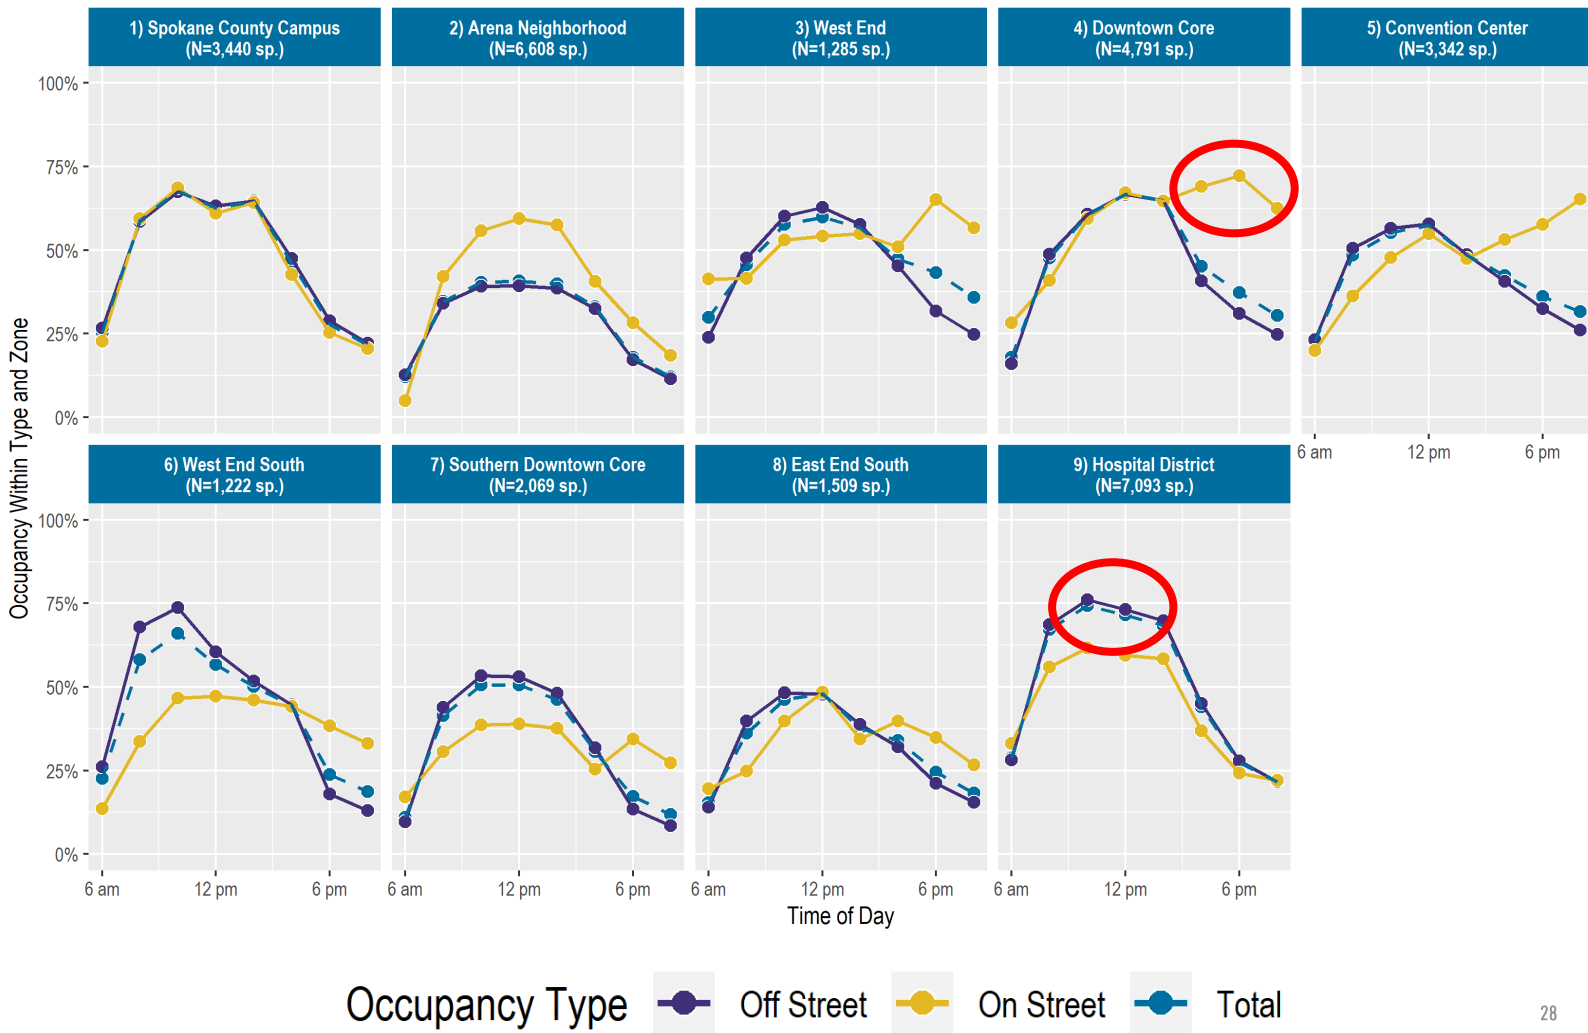 1) Spokane County Campus
(N=3,440 sp.)
2) Arena Neighborhood
(N=6,608 sp.)
3) West End
(N=1,285 sp.)
4) Downtown Core
(N=4,791 sp.)
5) Convention Center
(N=3,342 sp.)
100%
75%
50%
25%
0%
6 am
12 pm
6 pm
Occupancy Within Type and Zone
6) West End South
(N=1,222 sp.)
7) Southern Downtown Core
(N=2,069 sp.)
8) East End South
(N=1,509 sp.)
9) Hospital District
(N=7,093 sp.)
100%
75%
50%
25%
0%
6 am
12 pm
6 pm
6 am
12 pm
6 pm
6 am
12 pm
6 pm
6 am
12 pm
6 pm
Time of Day
Occupancy Type
Off Street
On Street
Total
28